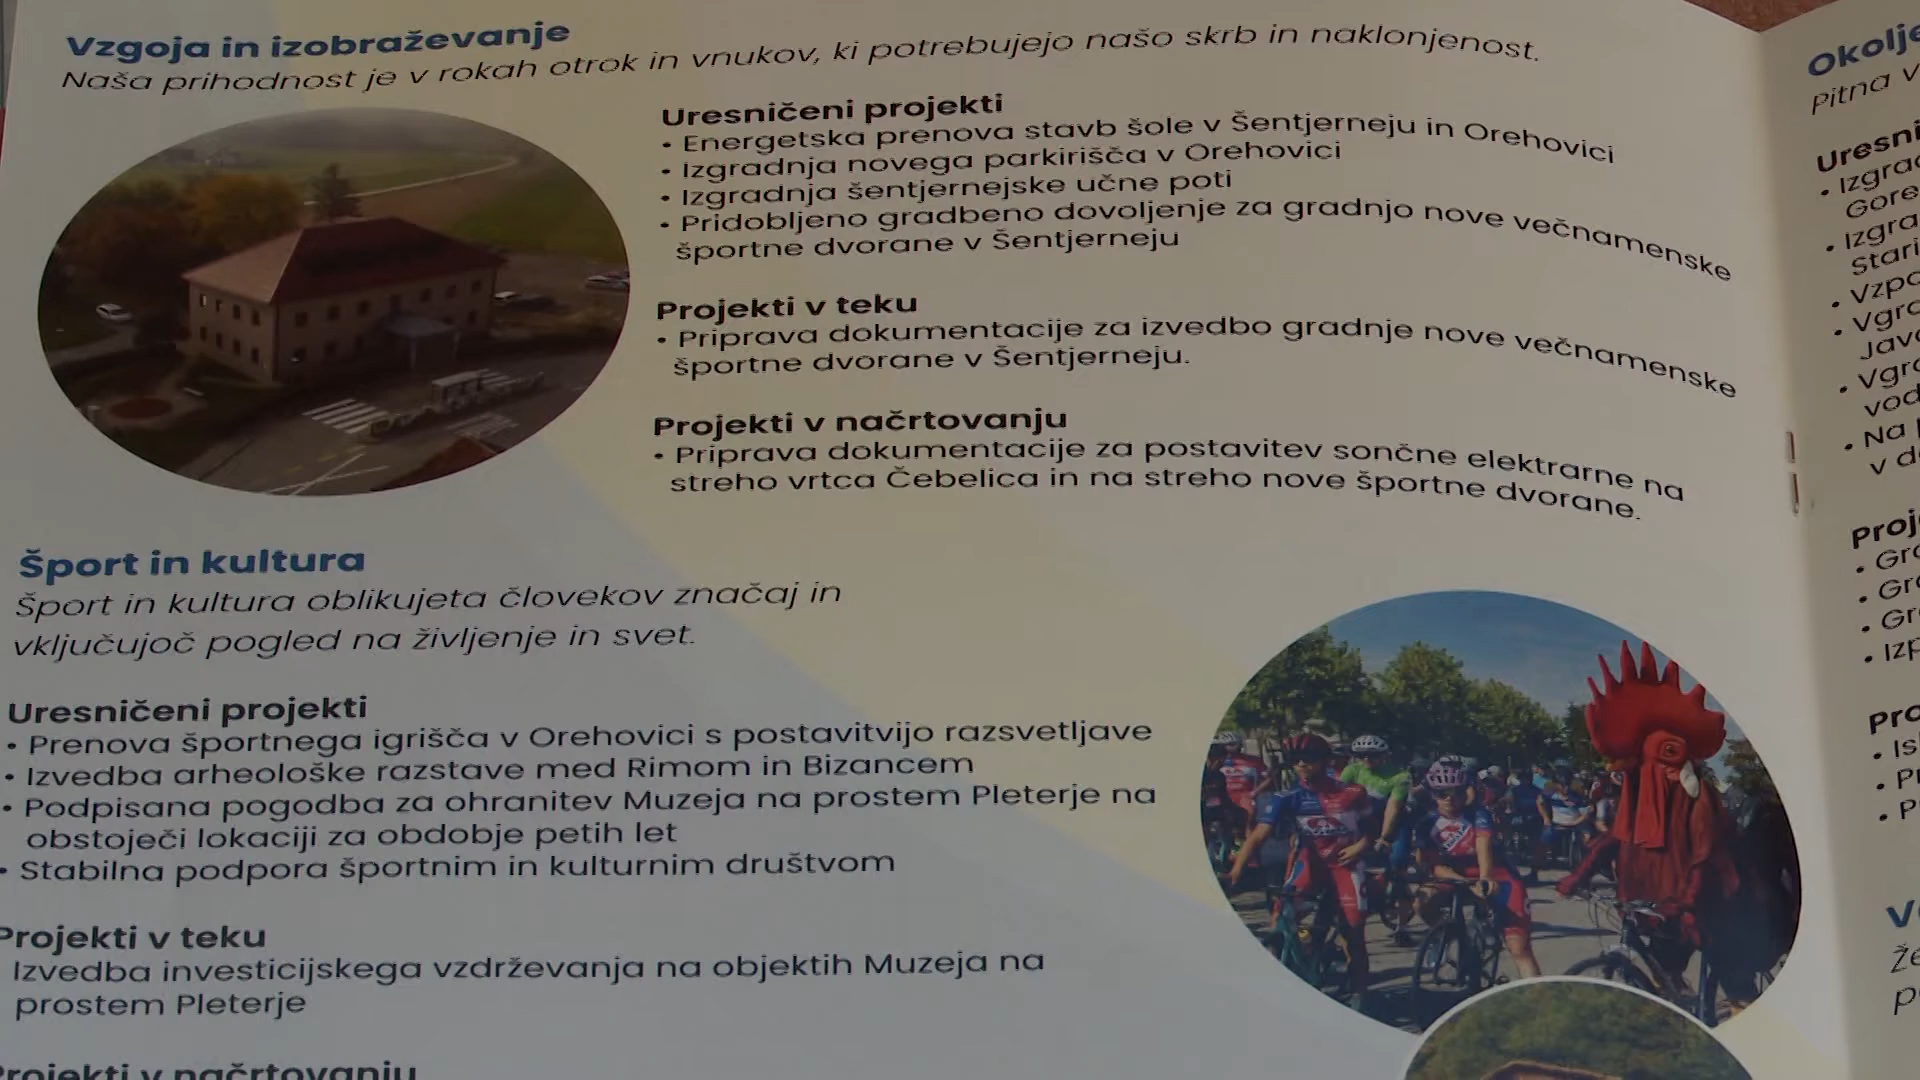 Vzgoja in izobraževanje
Naša prihodnost je v rokah otrok in vnukov, ki potrebujejo našo skrb in naklonjenost.
Uresničeni projekti
• Energetska prenova stavb šole v Šentjerneju in Orehovici
• Izgradnja novega parkirišča v Orehovici
• Izgradnja šentjernejske učne poti
• Pridobljeno gradbeno dovoljenje za gradnjo nove večnamenske
športne dvorane v Šentjerneju
Projekti v teku
• Priprava dokumentacije za izvedbo gradnje nove večnamenske
športne dvorane v Šentjerneju.
Projekti v načrtovanju
• Priprava dokumentacije za postavitev sončne elektrarne na
streho vrtca Čebelica in na streho nove športne dvorane.
Šport in kultura
Šport in kultura oblikujeta človekov značaj in
vključujoč pogled na življenje in svet.
Uresničeni projekti
• Prenova športnega igrišča v Orehovici s postavitvijo razsvetljave
• Izvedba arheološke razstave med Rimom in Bizancem
• Podpisana pogodba za ohranitev Muzeja na prostem Pleterje na
obstoječi lokaciji za obdobje petih let
• Stabilna podpora športnim in kulturnim društvom
Projekti v teku
Izvedba investicijskega vzdrževanja na objektih Muzeja na
prostem Pleterje
Projekti v načrtovanju
Pitna
• Na